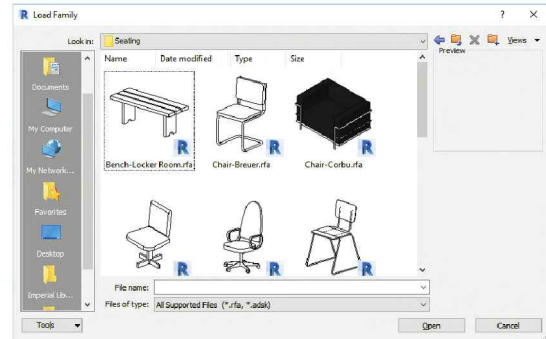 R Load Family ? ×
Look in: Seating
Views
Preview
Name Date modified Type Size
Documents
My Computer
My Network...
Favorites
Desktop
Imperial Lib...
R R R
Bench-Locker Room.rfa Chair-Breuer.rfa Chair-Corbu.rfa
R R R
File name:
Files of type: All Supported Files (*.rfa, *.adsk)
Tools Open Cancel